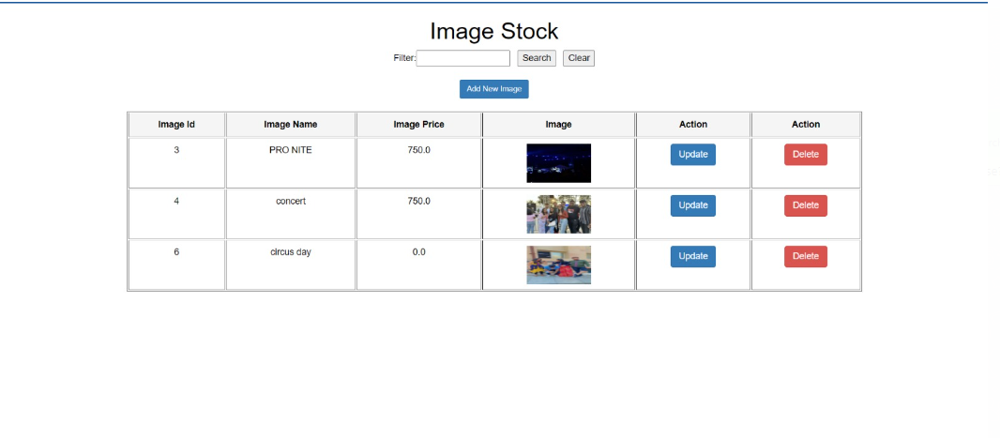 Image Stock
Filter: Search Clear
Add New Image
Image Id Image Name Image Price Image Action Action
3 PRO NITE 750.0 Update Delete
4 concert 750.0 Update Delete
6 circus day 0.0 Update Delete